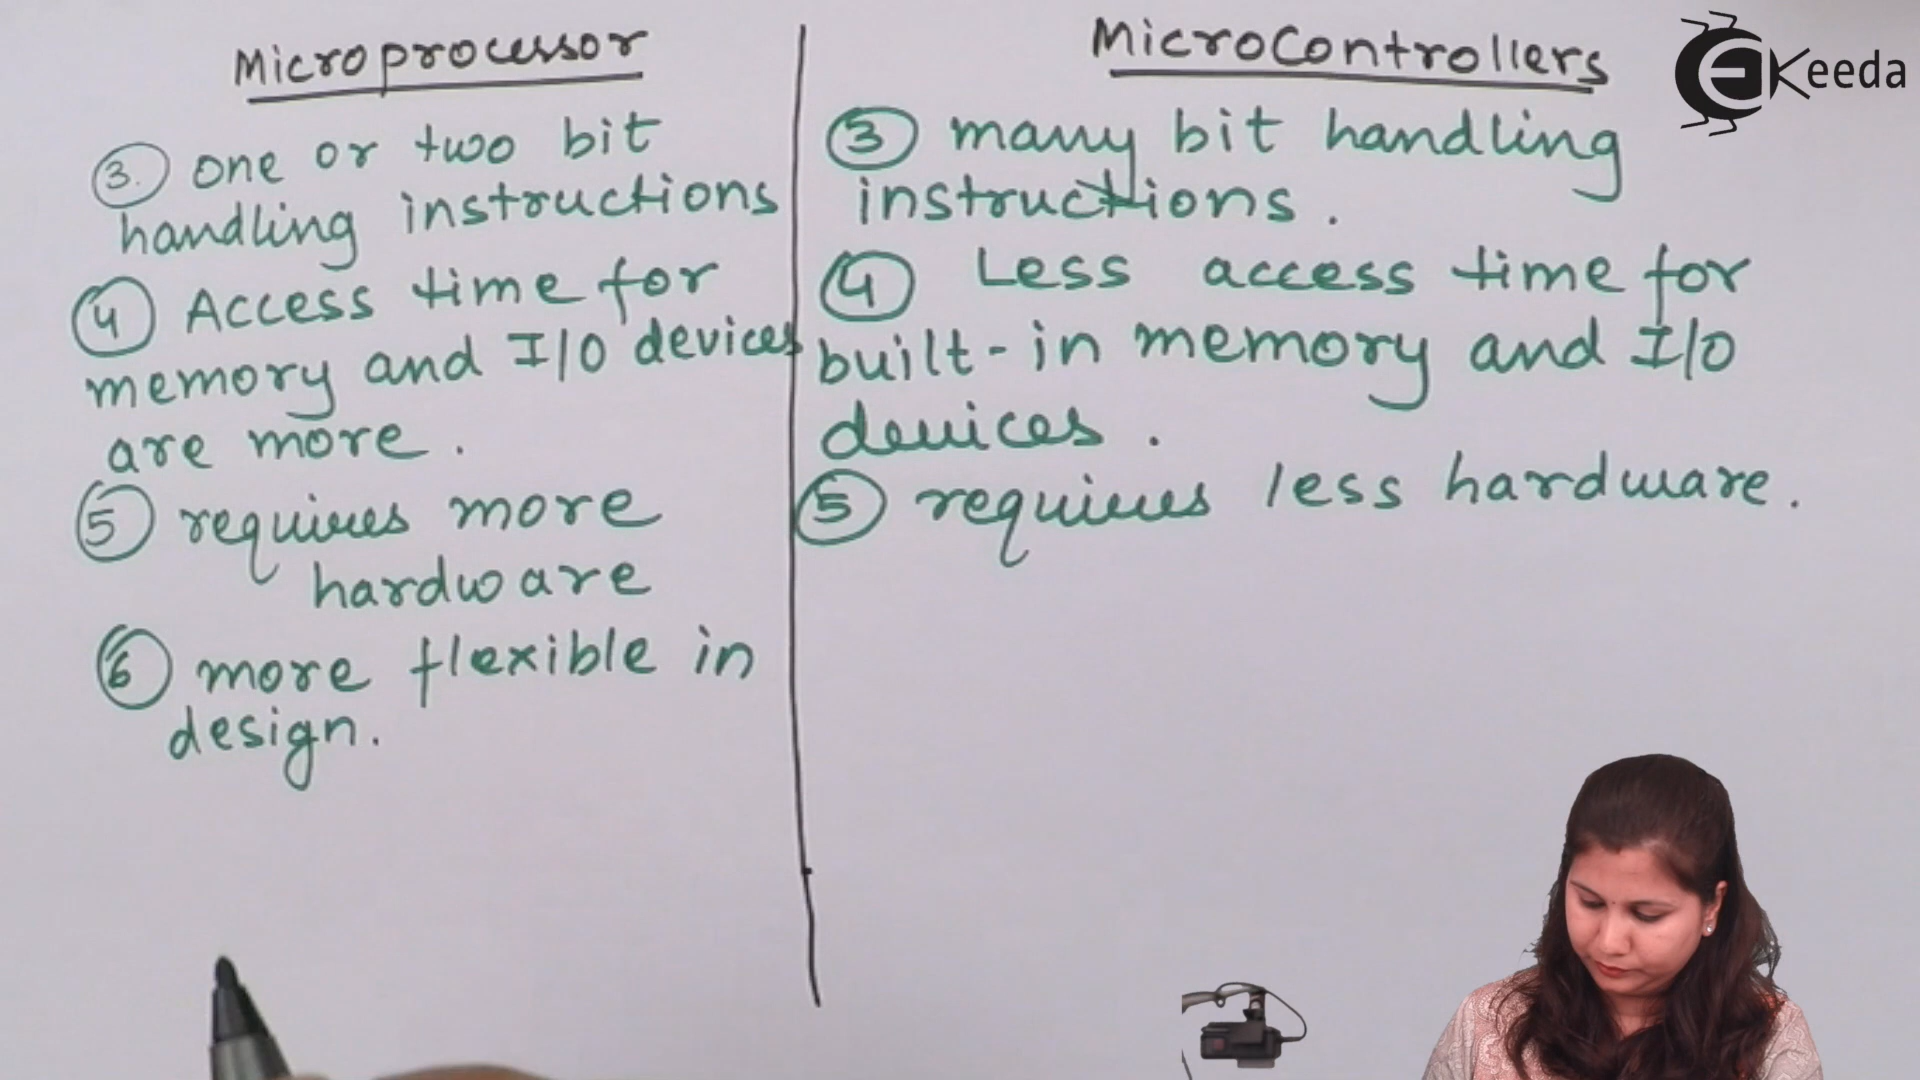 Microprocessor
3. one or two bit
handling instructions
4 Access time for
memory and I/O devices
are more.
5 requires more
hardware
6 more flexible in
design.
MicroControllers
3 many bit handling
instructions.
4 Less access time for
built-in memory and I/O
devices.
5 requires less hardware.
EKeeda